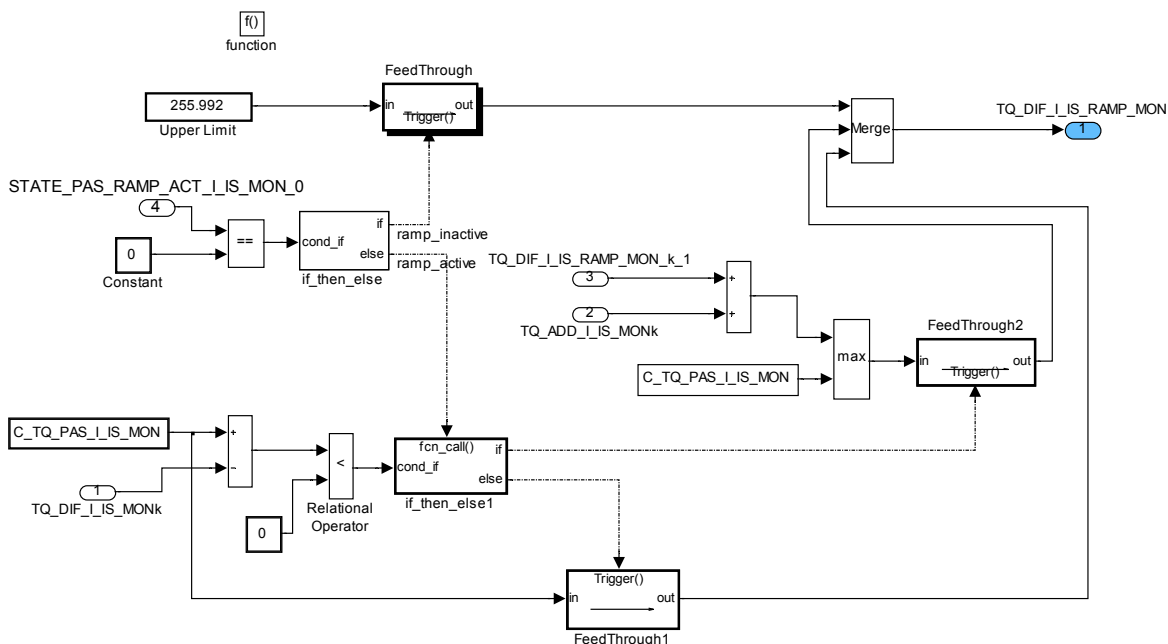 f()
function
FeedThrough
255.992
in
out
Trigger()
Upper Limit
Merge
TQ_DIF_I_IS_RAMP_MON
1
STATE_PAS_RAMP_ACT_I_IS_MON_0
4
==
0
Constant
cond_if
if
else
if_then_else
ramp_inactive
ramp_active
TQ_DIF_I_IS_RAMP_MON_k_1
3
+
2
+
TQ_ADD_I_IS_MONk
C_TQ_PAS_I_IS_MON
max
FeedThrough2
in
out
Trigger()
C_TQ_PAS_I_IS_MON
+
-
1
TQ_DIF_I_IS_MONk
<
0
Relational
Operator
fcn_call()
cond_if
if
else
if_then_else1
Trigger()
in
out
FeedThrough1